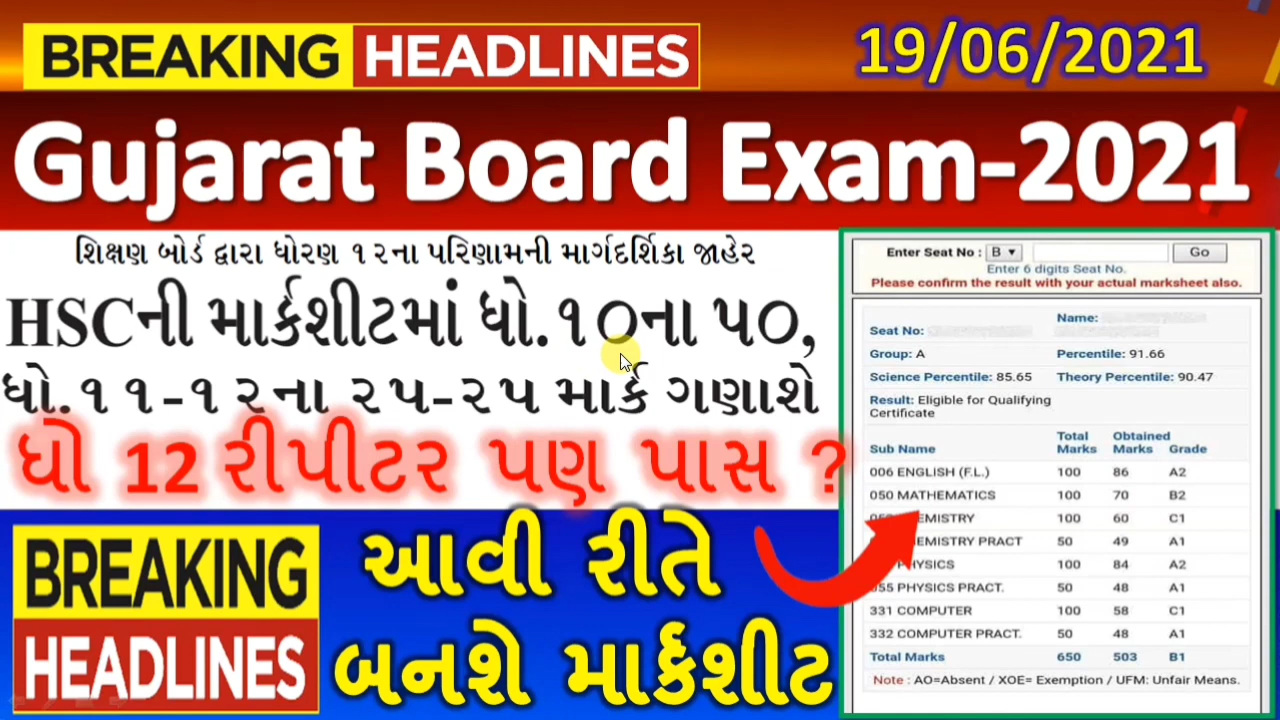 BREAKING HEADLINES
19/06/2021
Gujarat Board Exam-2021
શિક્ષણ બોર્ડ દ્વારા ધોરણ ૧૨ના પરિણામની માર્ગદર્શિકા જાહેર
HSCની માર્કશીટમાં ધો.૧૦ના ૫૦,
ધો.૧૧-૧૨ના ૨૫-૨૫ માર્ક ગણાશે
ધો 12 રીપીટર પણ પાસ ?
BREAKING
HEADLINES
આવી રીતે
બનશે માર્કશીટ
Enter Seat No : B Go
Enter 6 digits Seat No.
Please confirm the result with your actual marksheet also.
Seat No: Name:
Group: A Percentile: 91.66
Science Percentile: 85.65 Theory Percentile: 90.47
Result: Eligible for Qualifying
Certificate
Sub Name Total Marks Obtained Marks Grade
006 ENGLISH (F.L.) 100 86 A2
050 MATHEMATICS 100 70 B2
EMISTRY 100 60 C1
EMISTRY PRACT 50 49 A1
HYSICS 100 84 A2
055 PHYSICS PRACT. 50 48 A1
331 COMPUTER 100 58 C1
332 COMPUTER PRACT. 50 48 A1
Total Marks 650 503 B1
Note : AO=Absent / XOE= Exemption / UFM: Unfair Means.